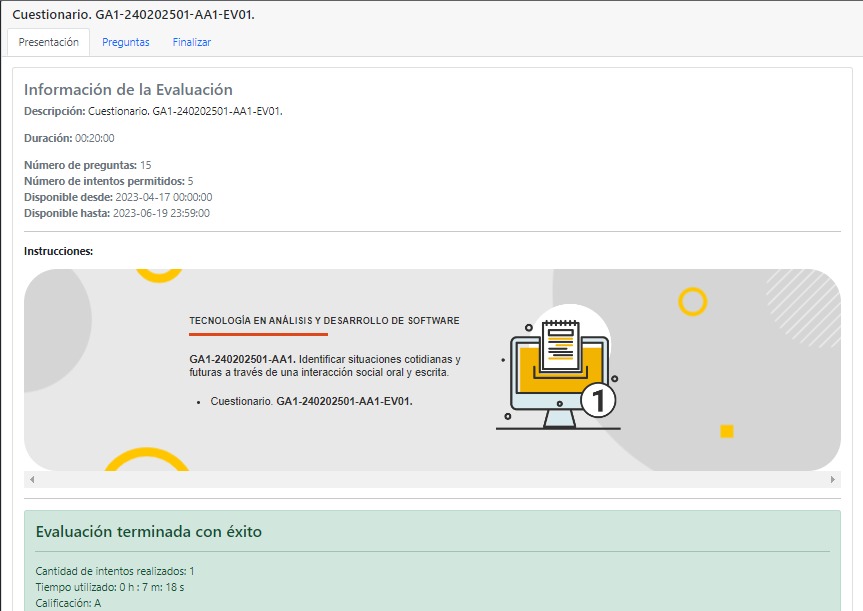 Cuestionario. GA1-240202501-AA1-EV01.
Presentación Preguntas Finalizar
Información de la Evaluación
Descripción: Cuestionario. GA1-240202501-AA1-EV01.
Duración: 00:20:00
Número de preguntas: 15
Número de intentos permitidos: 5
Disponible desde: 2023-04-17 00:00:00
Disponible hasta: 2023-06-19 23:59:00
Instrucciones:
TECNOLOGÍA EN ANÁLISIS Y DESARROLLO DE SOFTWARE
GA1-240202501-AA1. Identificar situaciones cotidianas y
futuras a través de una interacción social oral y escrita.
• Cuestionario. GA1-240202501-AA1-EV01.
1
Evaluación terminada con éxito
Cantidad de intentos realizados: 1
Tiempo utilizado: 0 h : 7 m: 18 s
Calificación: A